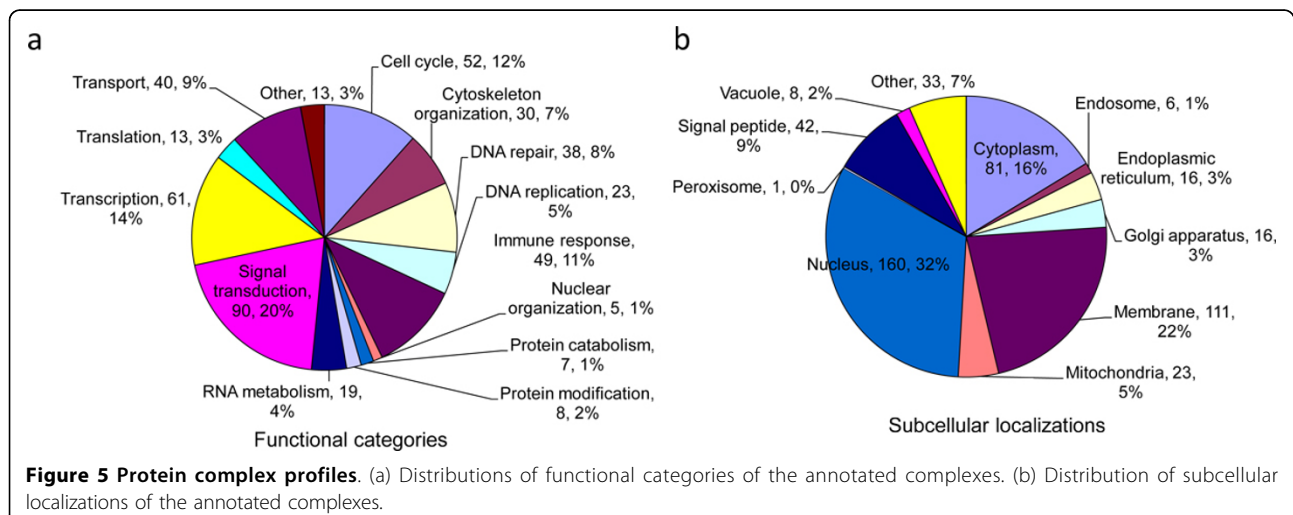 a
Transport, 40, 9%
Other, 13, 3%
Cell cycle, 52, 12%
Cytoskeleton
organization, 30, 7%
Translation, 13, 3%
DNA repair, 38, 8%
Transcription, 61,
14%
DNA replication, 23,
5%
Immune response,
49, 11%
Signal
transduction,
90, 20%
Nuclear
organization, 5, 1%
Protein catabolism,
7, 1%
RNA metabolism, 19,
4%
Protein modification,
8, 2%
Functional categories
b
Other, 33, 7%
Vacuole, 8, 2%
Endosome, 6, 1%
Signal peptide, 42,
9%
Cytoplasm,
81, 16%
Endoplasmic
reticulum, 16, 3%
Peroxisome, 1, 0%
Golgi apparatus, 16,
3%
Nucleus, 160, 32%
Membrane, 111,
22%
Mitochondria, 23,
5%
Subcellular localizations
Figure 5 Protein complex profiles. (a) Distributions of functional categories of the annotated complexes. (b) Distribution of subcellular
localizations of the annotated complexes.